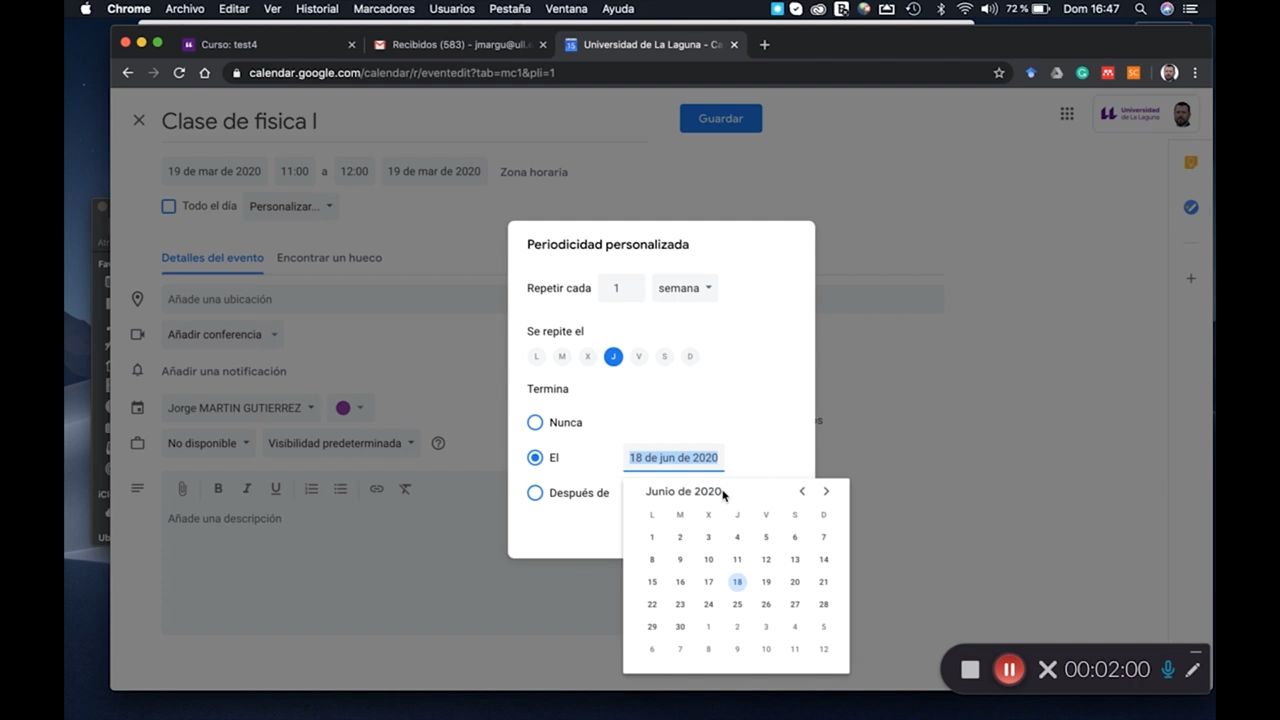 Chrome Archivo Editar Ver Historial Marcadores Usuarios Pestaña Ventana Ayuda 72 % Dom 16:47
Curso: test4 Recibidos (583) - jmargu@ull. Universidad de La Laguna - Ca
calendar.google.com/calendar/r/eventedit?tab=mc1&pli=1
Clase de fisica I Guardar Universidad de La Laguna
19 de mar de 2020 11:00 a 12:00 19 de mar de 2020 Zona horaria
Todo el día Personalizar...
Detalles del evento Encontrar un hueco
Añade una ubicación
Añadir conferencia
Añadir una notificación
Jorge MARTIN GUTIERREZ
No disponible Visibilidad predeterminada
B I U
Añade una descripción
Periodicidad personalizada
Repetir cada 1 semana
Se repite el
L M X J V S D
Termina
Nunca
El 18 de jun de 2020
Después de
Junio de 2020
L M X J V S D
1 2 3 4 5 6 7
8 9 10 11 12 13 14
15 16 17 18 19 20 21
22 23 24 25 26 27 28
29 30 1 2 3 4 5
6 7 8 9 10 11 12
00:02:00